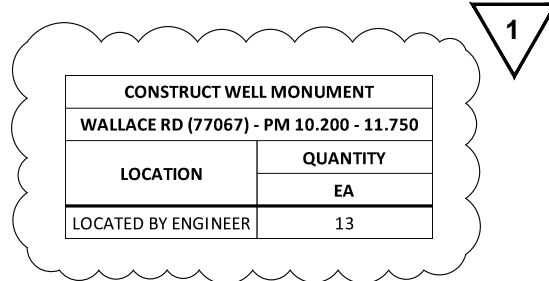 1
CONSTRUCT WELL MONUMENT
WALLACE RD (77067) - PM 10.200 - 11.750
LOCATION
QUANTITY
EA
LOCATED BY ENGINEER 13